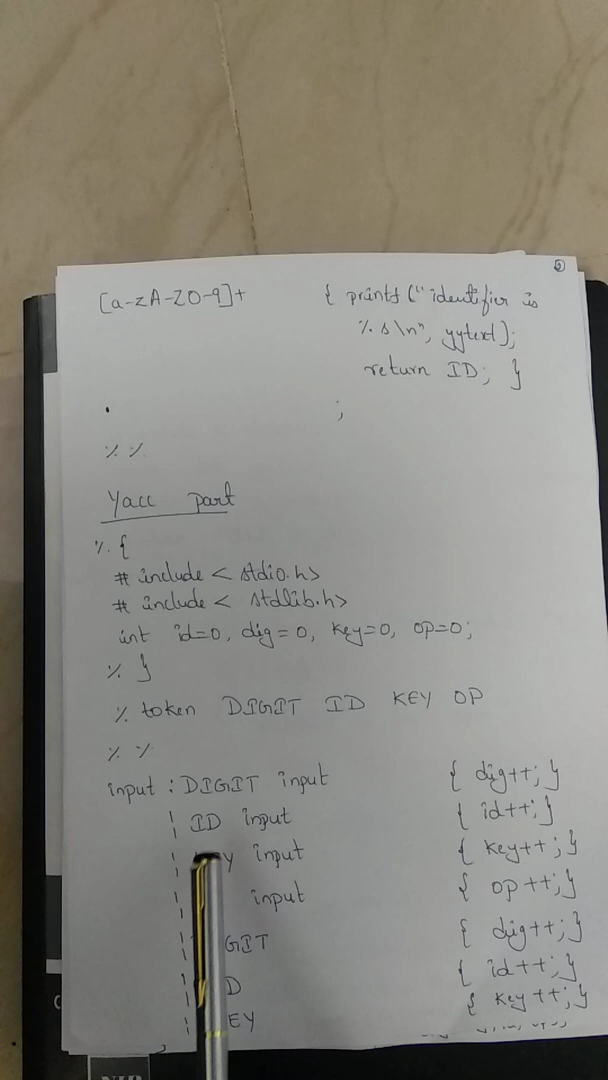 2
[a-zA-Z0-9]+ { printf("identifier is
%s\n", yytext);
return ID; }
. ;
%%
Yacc part
%{
#include < stdio.h>
#include < stdlib.h>
int id=0, dig=0, key=0, op=0;
%}
%token DIGIT ID KEY OP
%%
input : DIGIT input { dig++; }
| ID input { id++; }
| input { key++; }
| input { op++; }
| GIT { dig++; }
| D { id++; }
| EY { key++; }